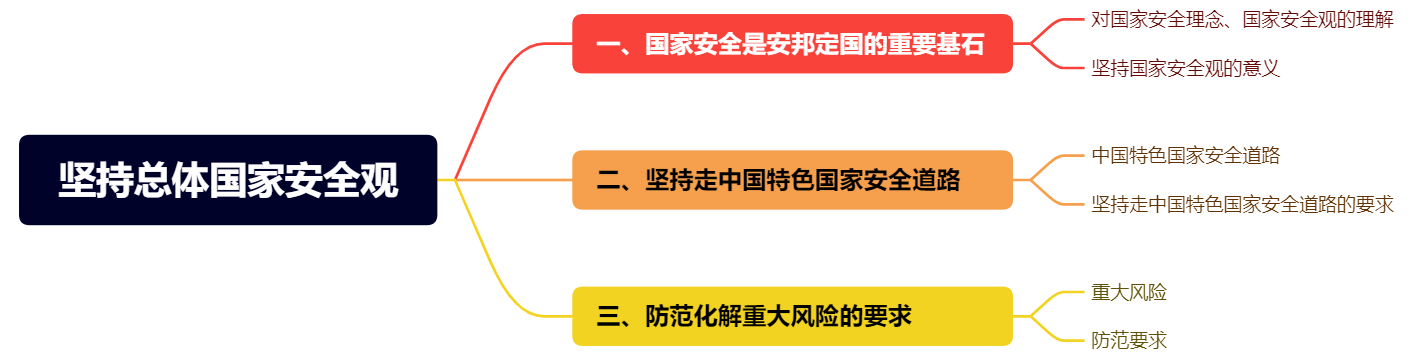 坚持总体国家安全观
一、国家安全是安邦定国的重要基石
对国家安全理念、国家安全观的理解
坚持国家安全观的意义
二、坚持走中国特色国家安全道路
中国特色国家安全道路
坚持走中国特色国家安全道路的要求
三、防范化解重大风险的要求
重大风险
防范要求